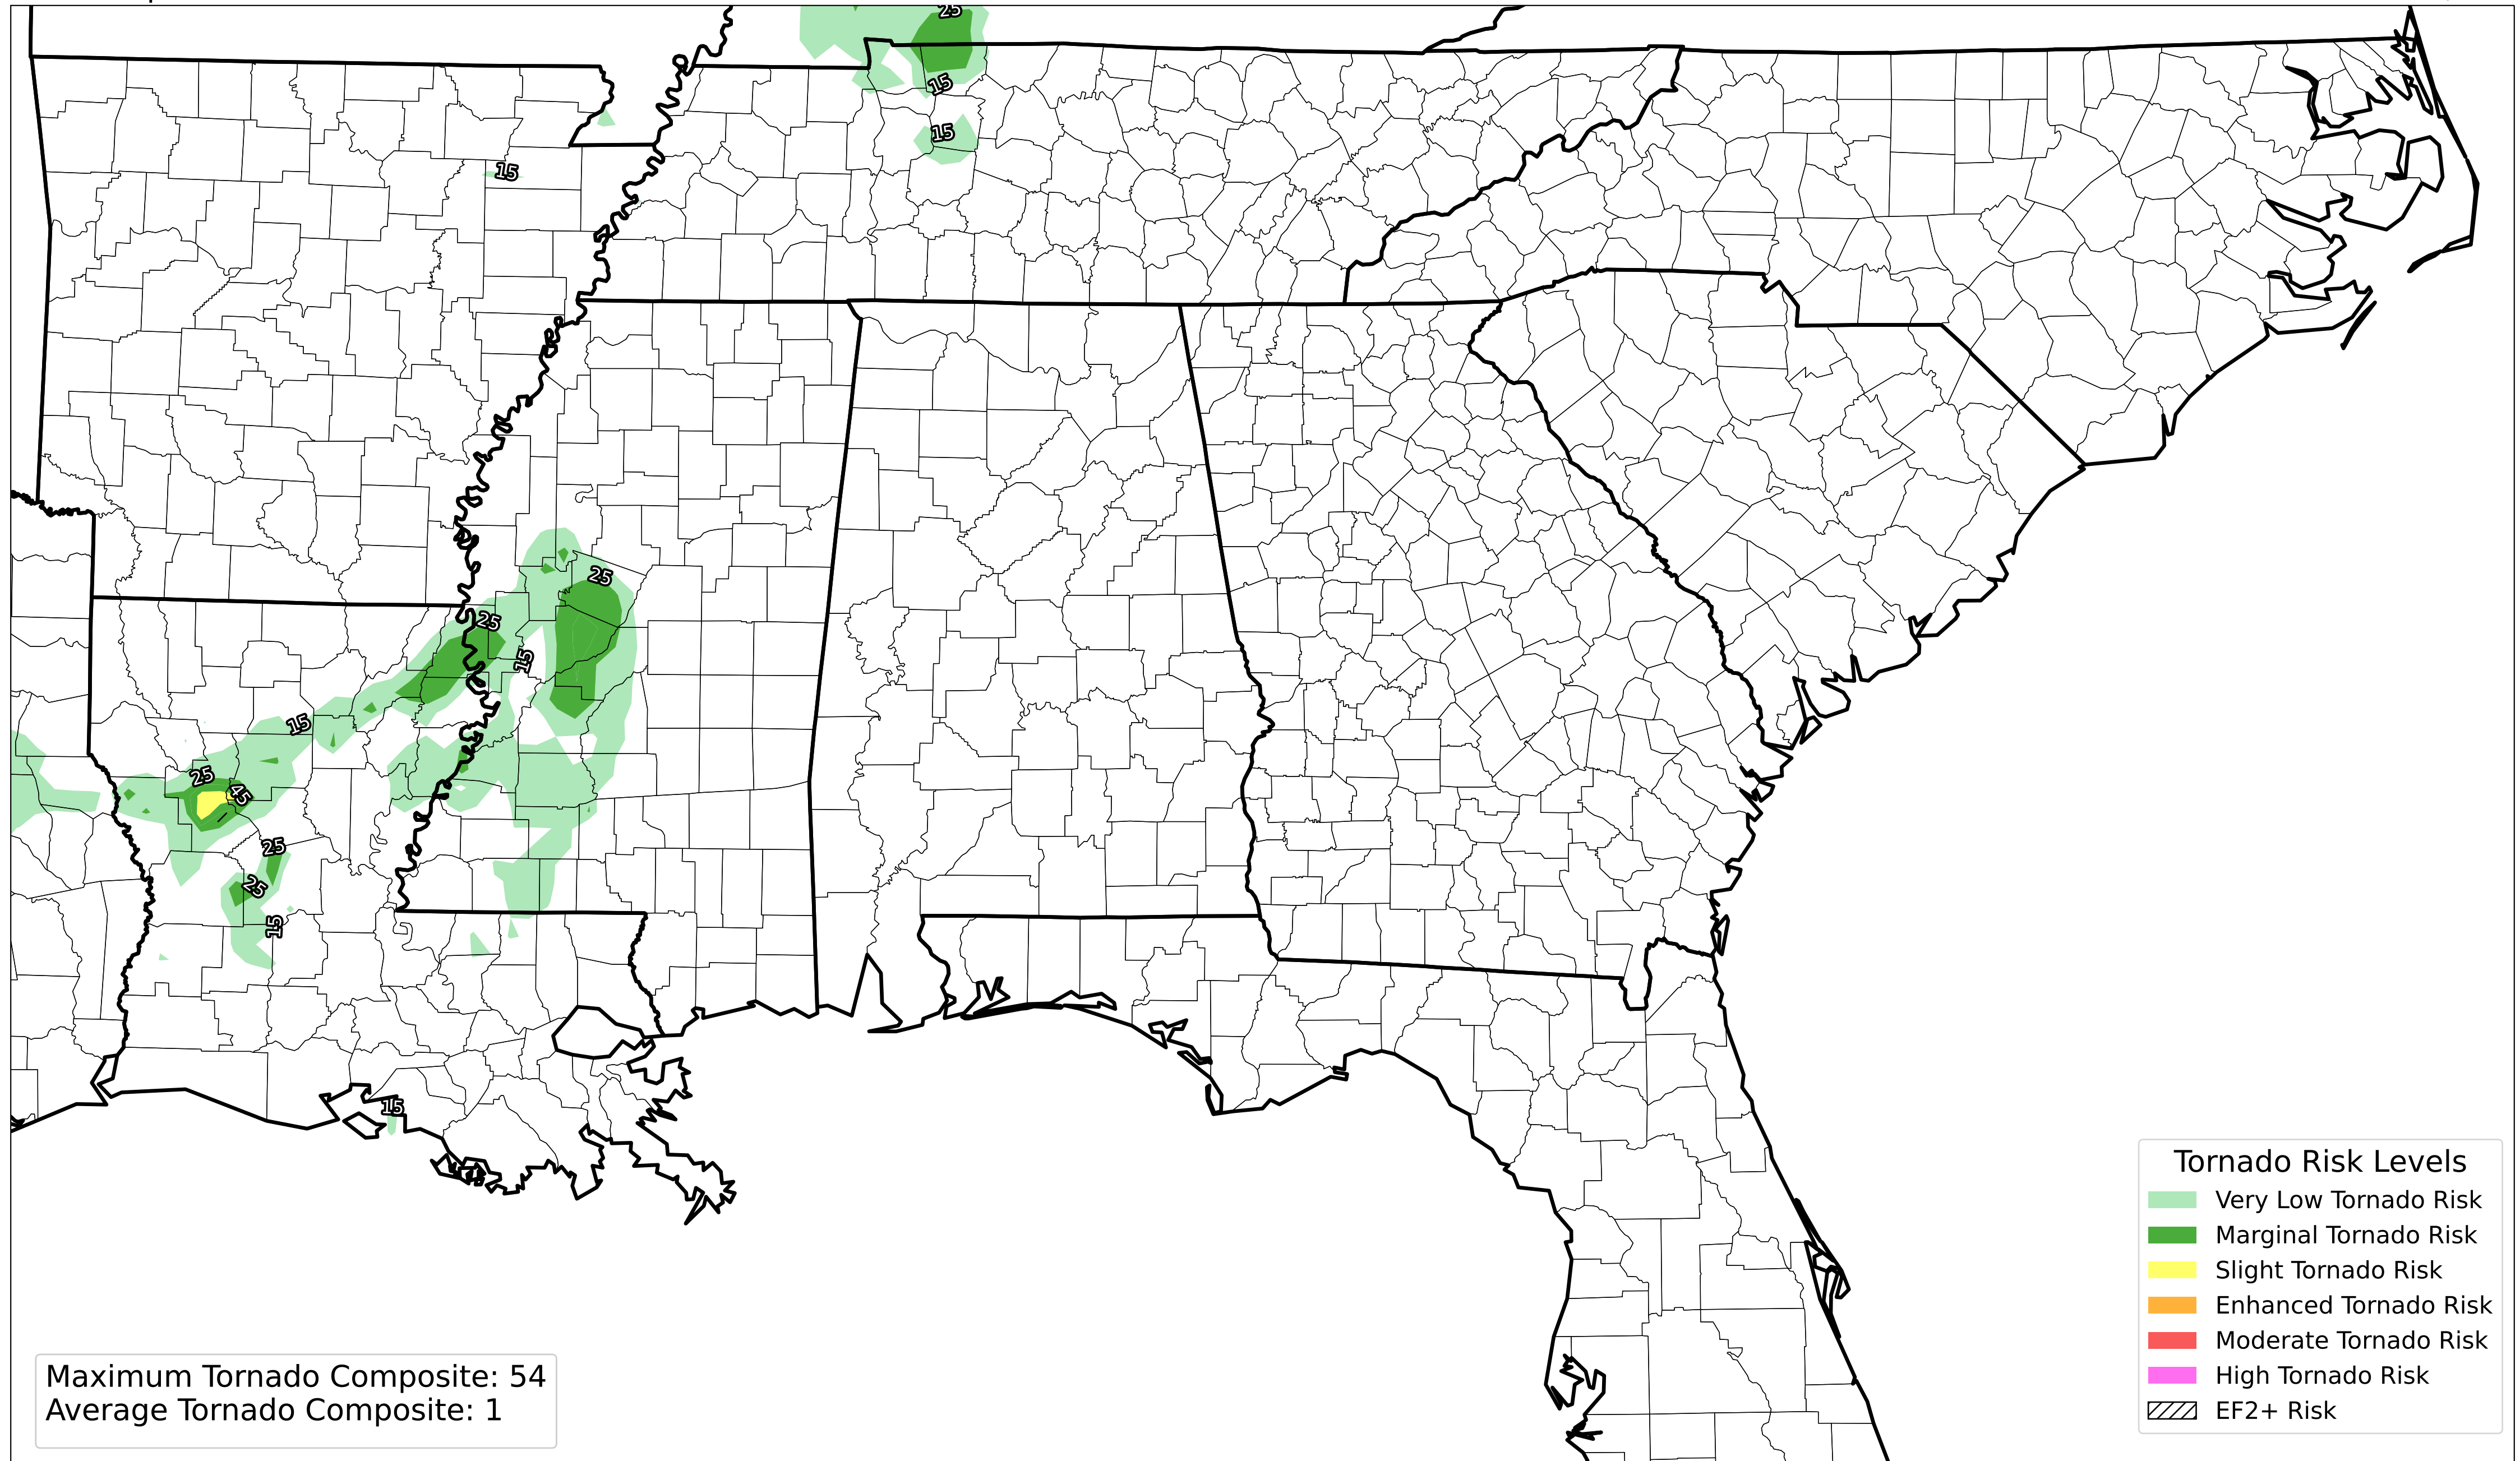 25
15
15
15
25
25
15
15
25
45
25
25
15
15
Tornado Risk Levels
Very Low Tornado Risk
Marginal Tornado Risk
Slight Tornado Risk
Enhanced Tornado Risk
Moderate Tornado Risk
High Tornado Risk
EF2+ Risk
Maximum Tornado Composite: 54
Average Tornado Composite: 1